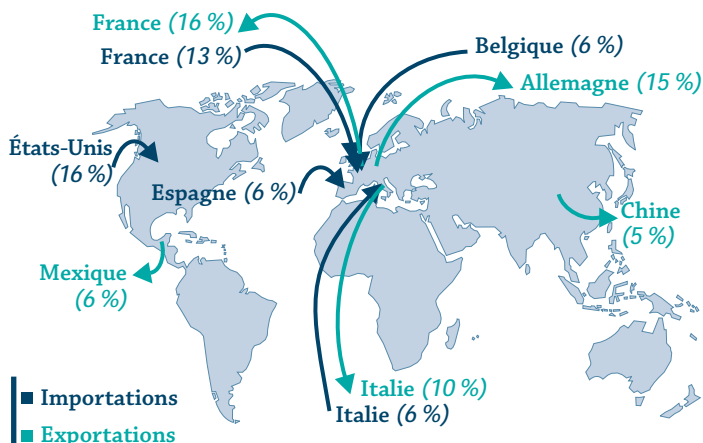 France (16 %)
France (13 %)
Belgique (6 %)
Allemagne (15 %)
États-Unis
(16 %)
Espagne (6 %)
Chine
(5 %)
Mexique
(6 %)
Italie (10 %)
Italie (6 %)
Importations
Exportations